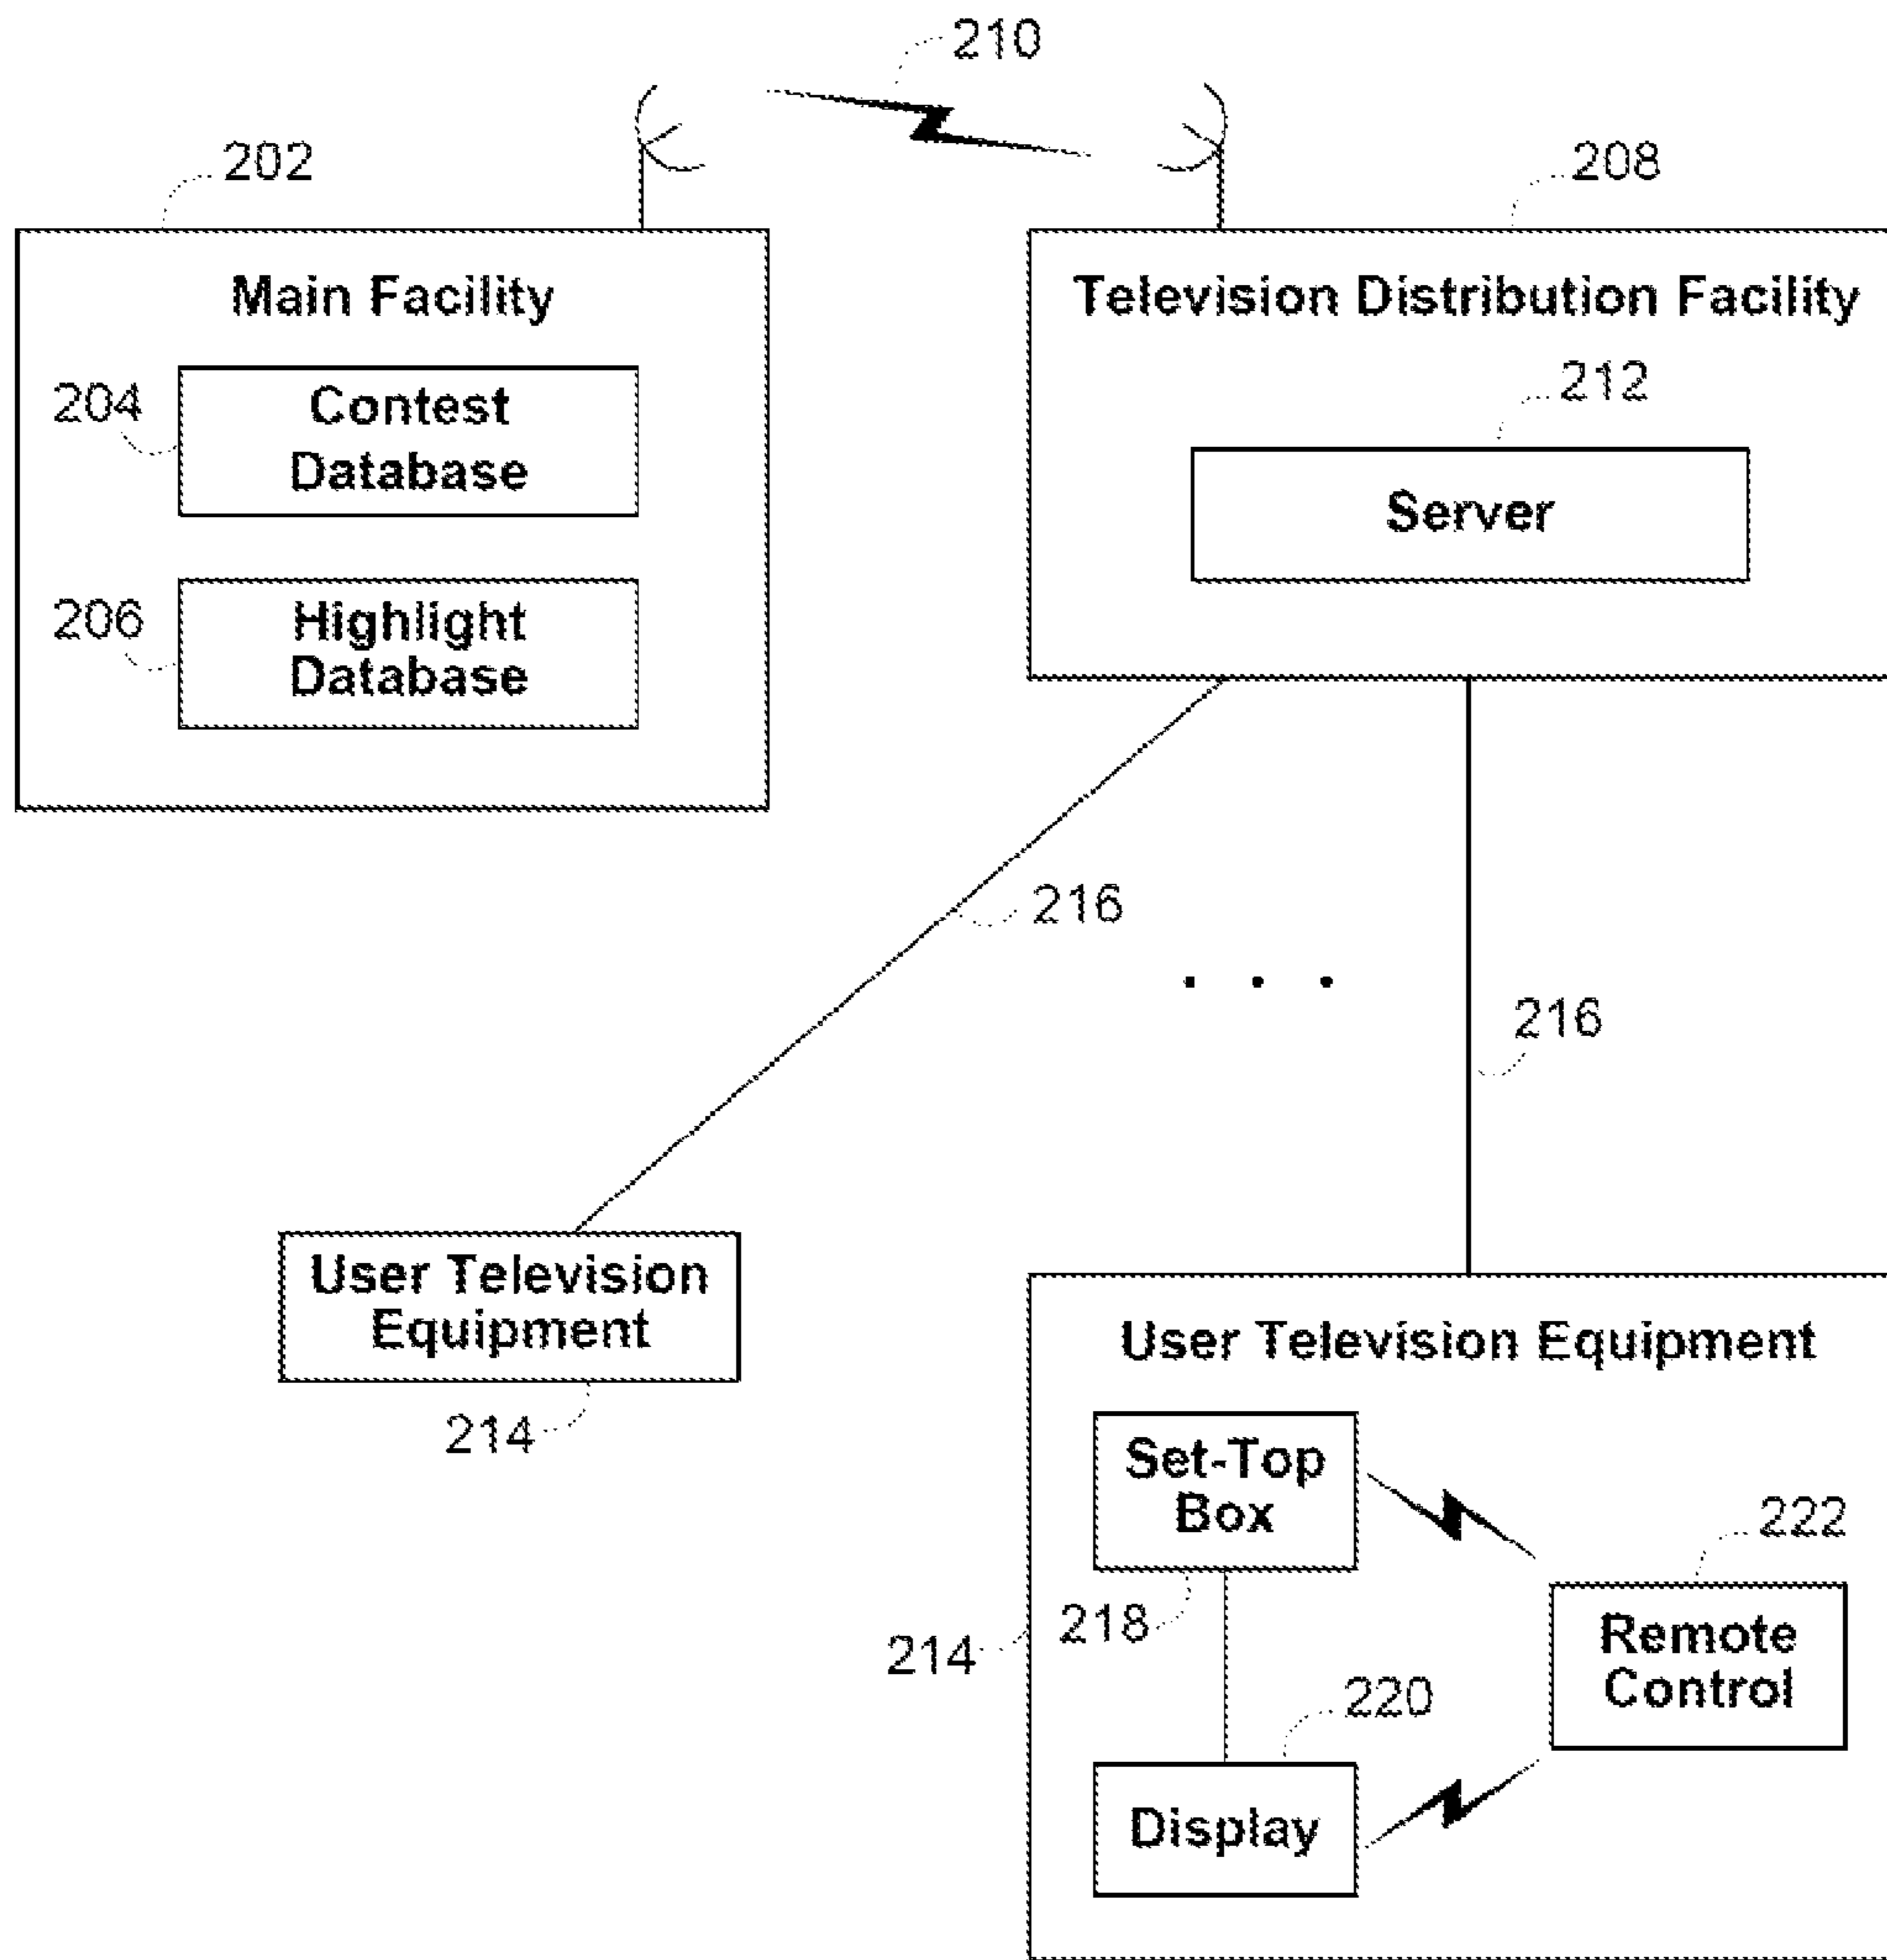 210
202
208
Main Facility
Television Distribution Facility
204
Contest
Database
212
Server
206
Highlight
Database
216
. . .
216
User Television
Equipment
214
User Television Equipment
Set-Top
Box
218
222
214
Remote
Control
220
Display